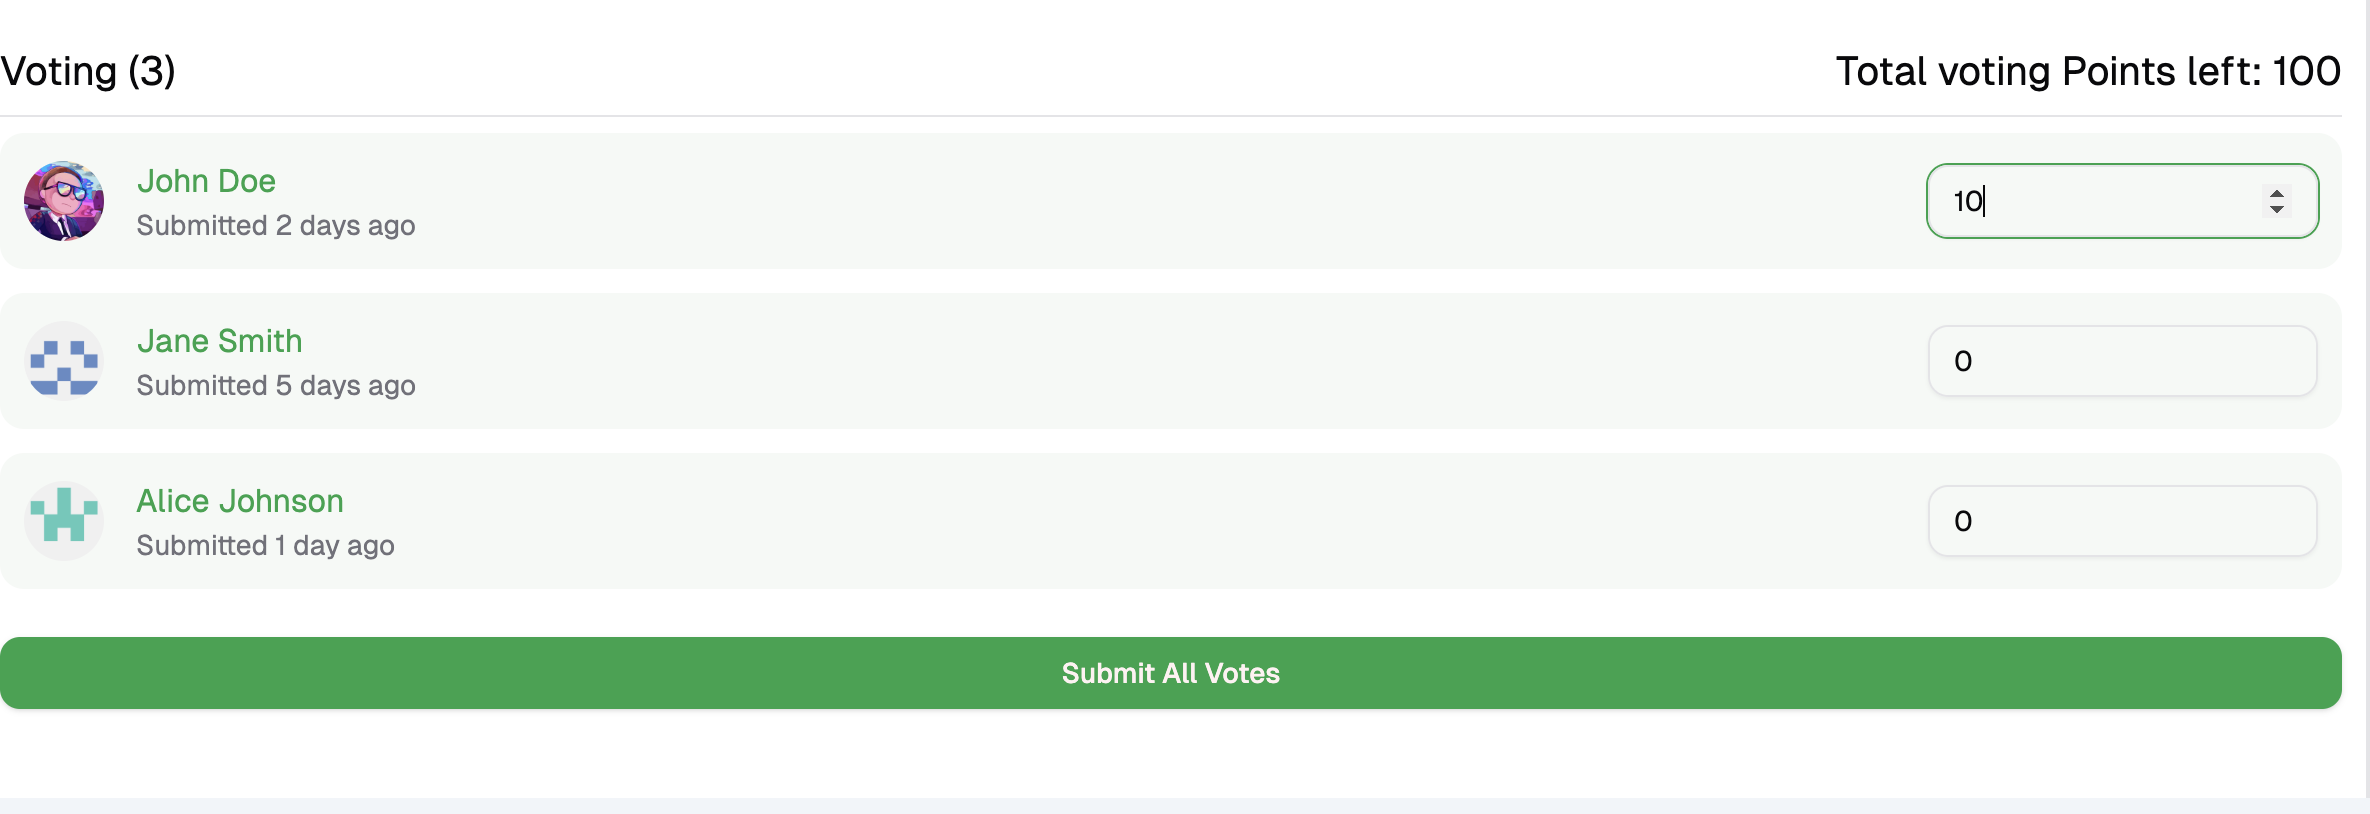 Voting (3)
Total voting Points left: 100
John Doe
Submitted 2 days ago
10
Jane Smith
Submitted 5 days ago
0
Alice Johnson
Submitted 1 day ago
0
Submit All Votes